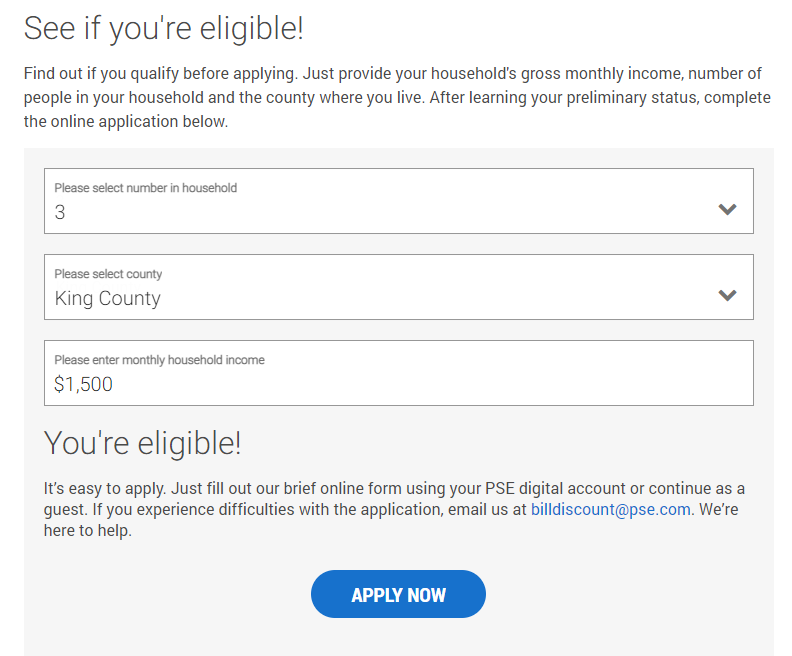 See if you're eligible!
Find out if you qualify before applying. Just provide your household's gross monthly income, number of
people in your household and the county where you live. After learning your preliminary status, complete
the online application below.
Please select number in household
3
Please select county
King County
Please enter monthly household income
$1,500
You're eligible!
It's easy to apply. Just fill out our brief online form using your PSE digital account or continue as a
guest. If you experience difficulties with the application, email us at billdiscount@pse.com. We're
here to help.
APPLY NOW